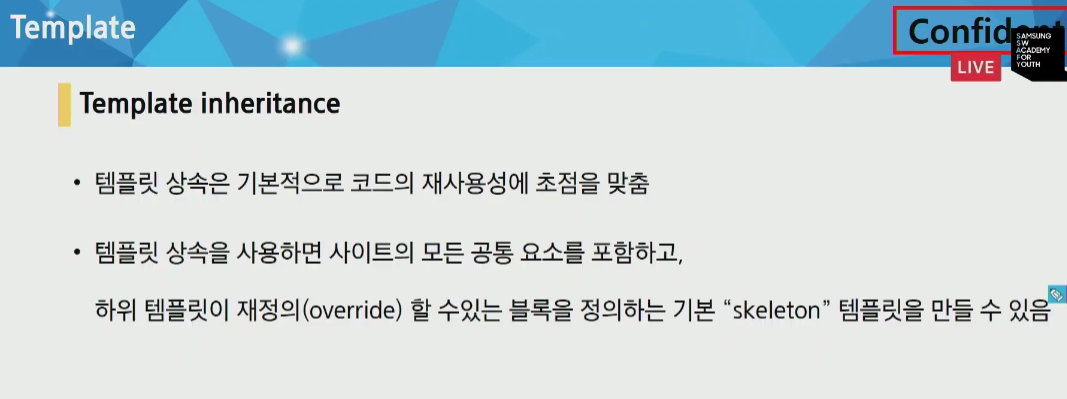 Template
LIVE
SAMSUNG
SW
ACADEMY
FOR
YOUTH
Template inheritance
• 템플릿 상속은 기본적으로 코드의 재사용성에 초점을 맞춤
• 템플릿 상속을 사용하면 사이트의 모든 공통 요소를 포함하고,
하위 템플릿이 재정의(override) 할 수있는 블록을 정의하는 기본 “skeleton” 템플릿을 만들 수 있음